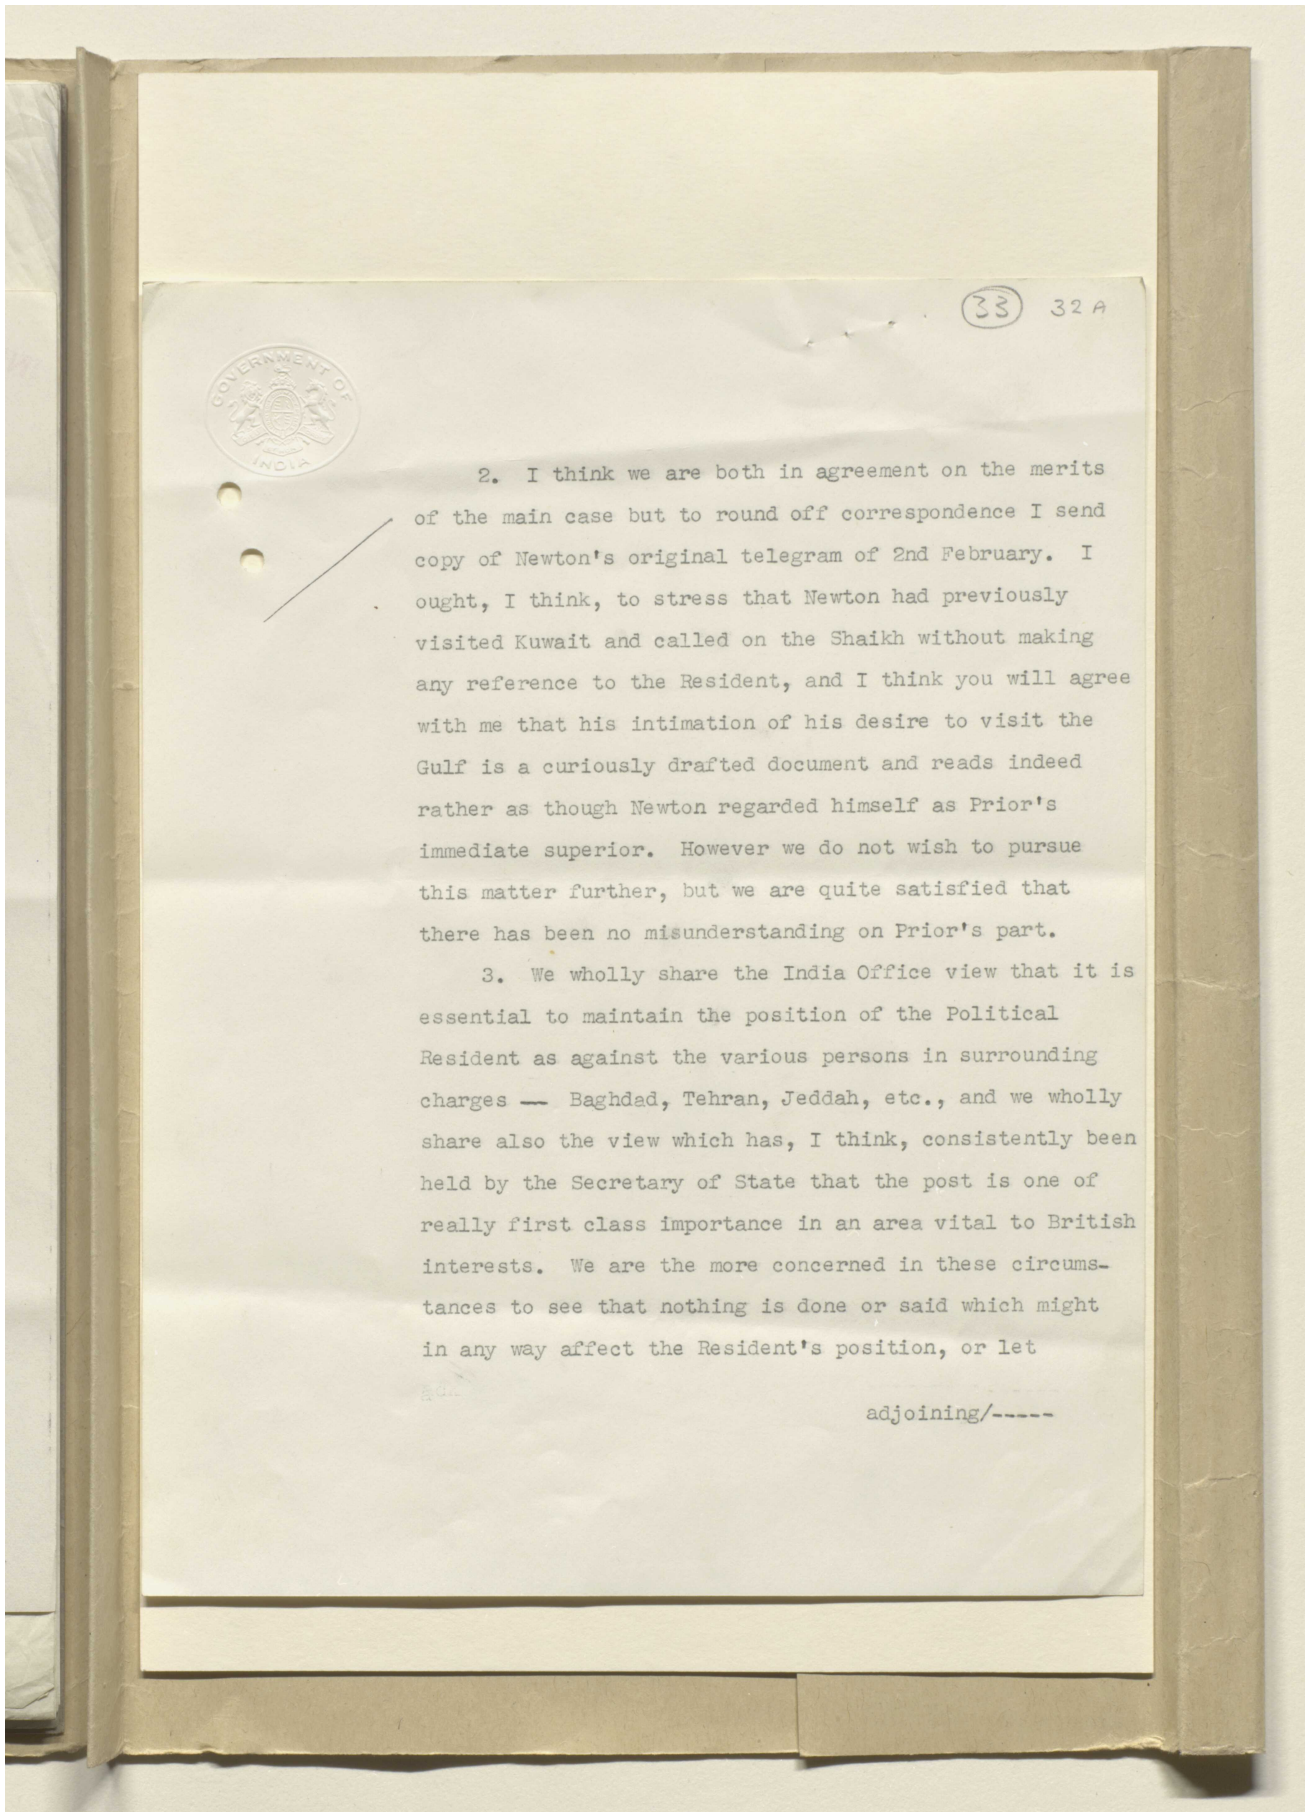 33 32 A
GOVERNMENT OF
INDIA
2. I think we are both in agreement on the merits
of the main case but to round off correspondence I send
copy of Newton's original telegram of 2nd February. I
ought, I think, to stress that Newton had previously
visited Kuwait and called on the Shaikh without making
any reference to the Resident, and I think you will agree
with me that his intimation of his desire to visit the
Gulf is a curiously drafted document and reads indeed
rather as though Newton regarded himself as Prior's
immediate superior. However we do not wish to pursue
this matter further, but we are quite satisfied that
there has been no misunderstanding on Prior's part.
3. We wholly share the India Office view that it is
essential to maintain the position of the Political
Resident as against the various persons in surrounding
charges — Baghdad, Tehran, Jeddah, etc., and we wholly
share also the view which has, I think, consistently been
held by the Secretary of State that the post is one of
really first class importance in an area vital to British
interests. We are the more concerned in these circums-
tances to see that nothing is done or said which might
in any way affect the Resident's position, or let
adjoining/-----